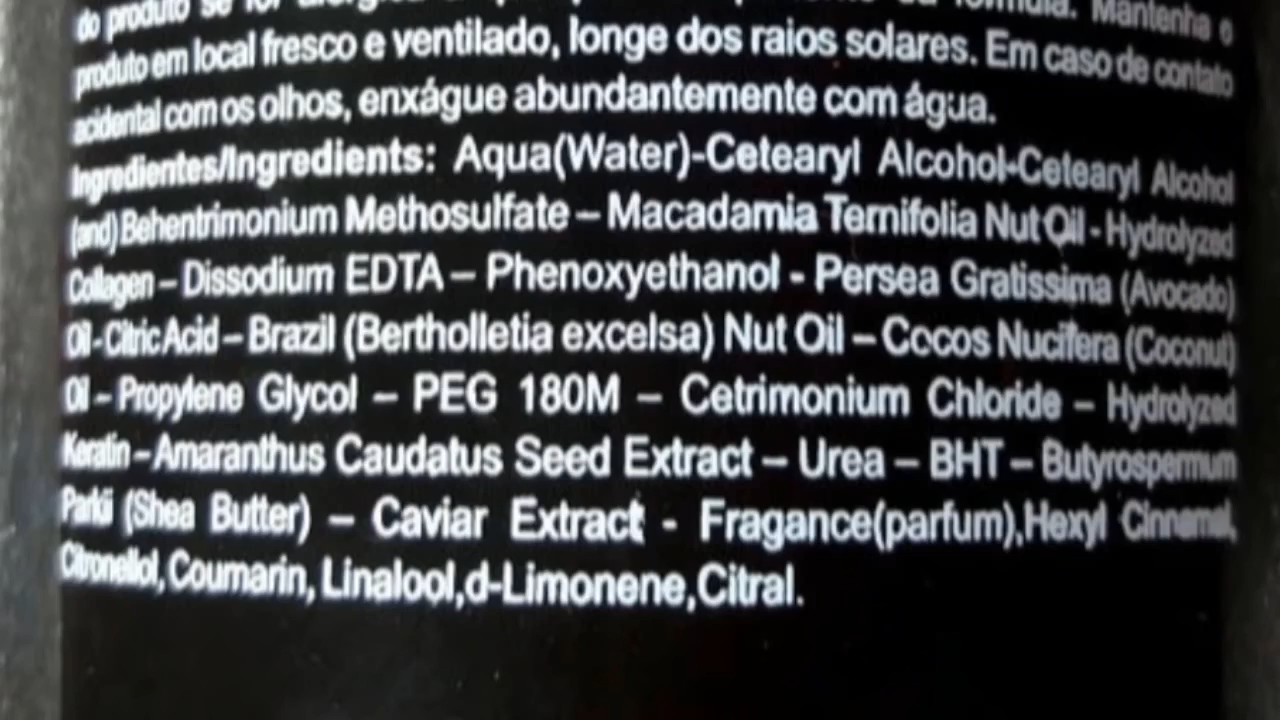 do produto se for fórmula. Mantenha o
produto em local fresco e ventilado, longe dos raios solares. Em caso de contato
acidental com os olhos, enxágue abundantemente com água.
Ingredientes/Ingredients: Aqua(Water)-Cetearyl Alcohol-Cetearyl Alcohol
(and) Behentrimonium Methosulfate – Macadamia Ternifolia Nut Oil - Hydrolyzed
Collagen – Dissodium EDTA – Phenoxyethanol - Persea Gratissima (Avocado)
Oil - Citric Acid – Brazil (Bertholletia excelsa) Nut Oil – Cocos Nucifera (Coconut)
Oil – Propylene Glycol – PEG 180M – Cetrimonium Chloride – Hydrolyzed
Keratin – Amaranthus Caudatus Seed Extract – Urea – BHT – Butyrospermum
Parkii (Shea Butter) – Caviar Extract - Fragance(parfum),Hexyl Cinnamal,
Citronellol, Coumarin, Linalool,d-Limonene,Citral.